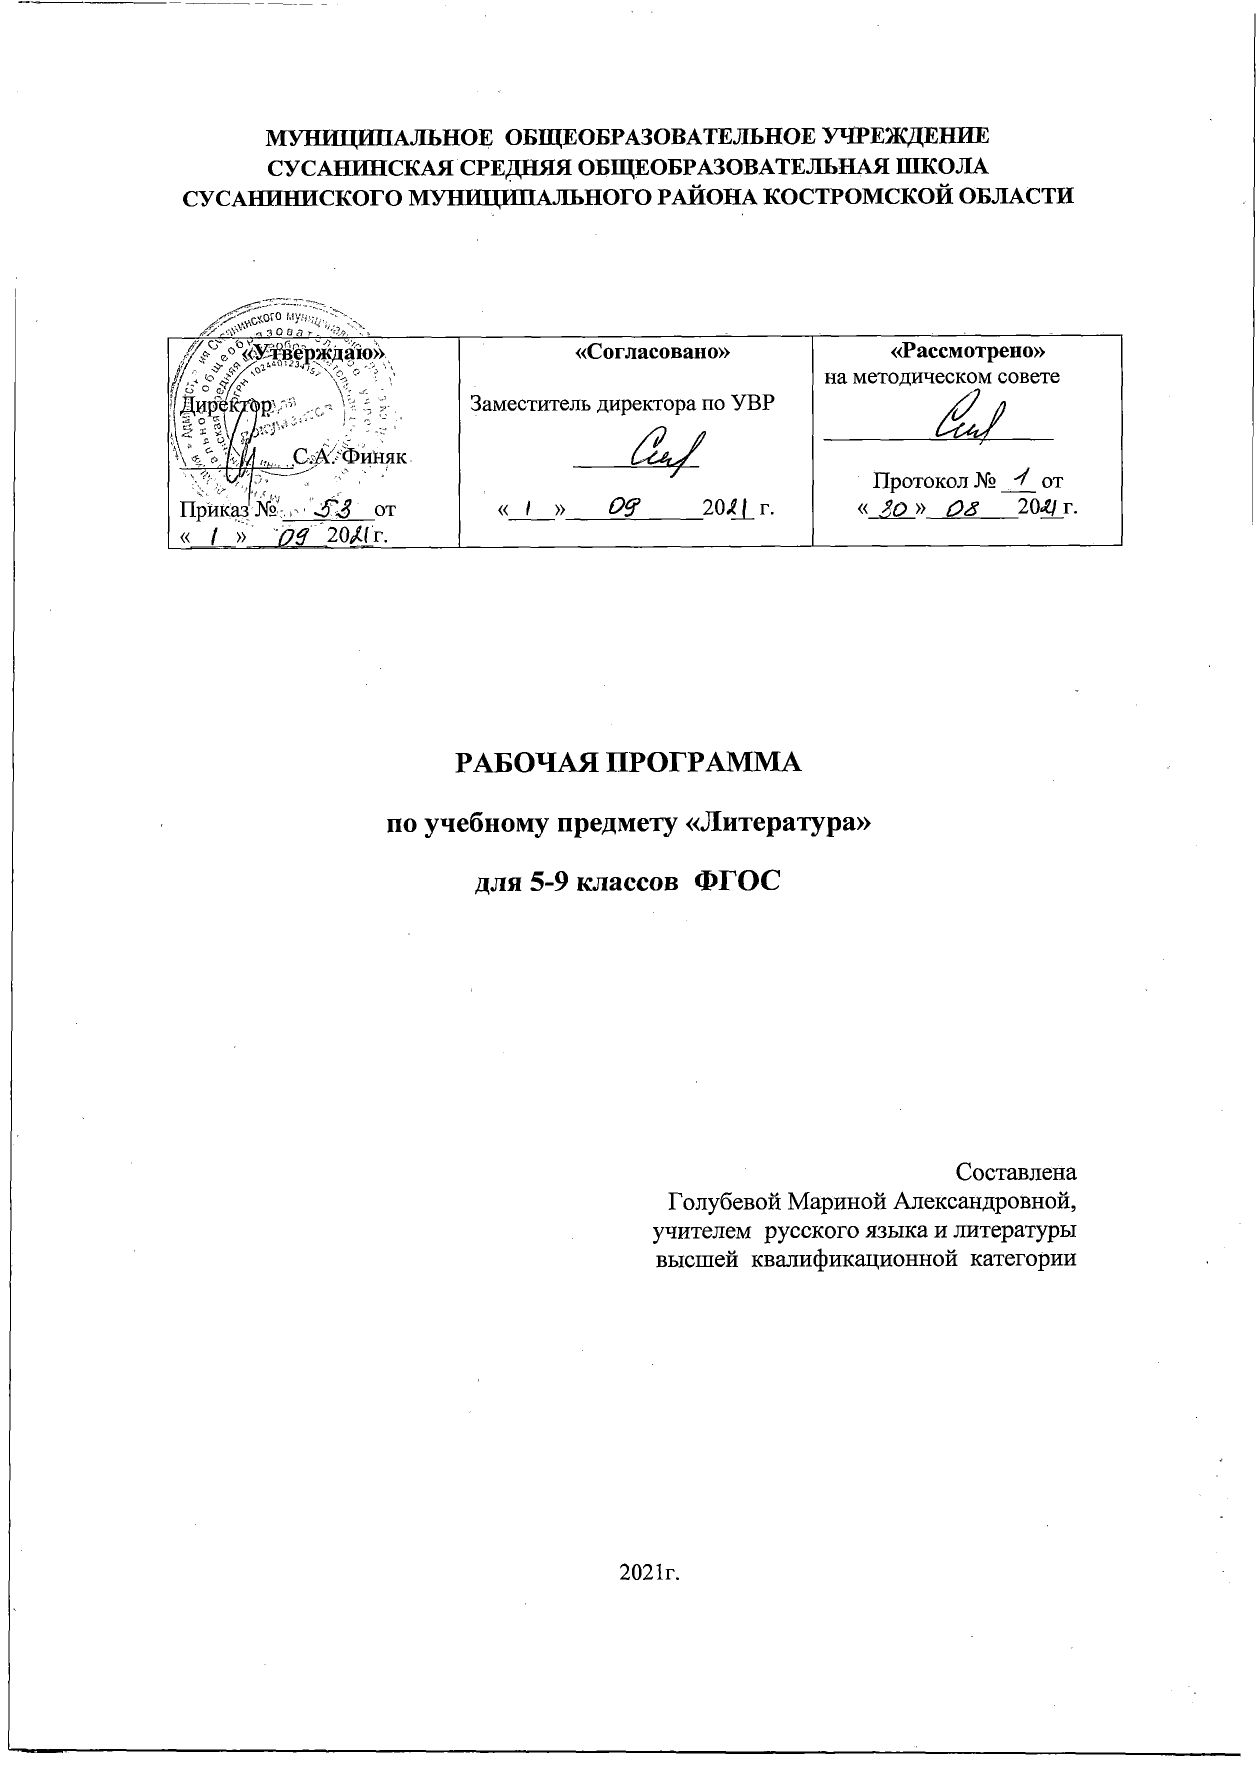 МУНИЦИПАЛЬНОЕ ОБЩЕОБРАЗОВАТЕЛЬНОЕ УЧРЕЖДЕНИЕ
СУСАНИНСКАЯ СРЕДНЯЯ ОБЩЕОБРАЗОВАТЕЛЬНАЯ ШКОЛА
СУСАНИНИСКОГО МУНИЦИПАЛЬНОГО РАЙОНА КОСТРОМСКОЙ ОБЛАСТИ
«Утверждаю»
Директор
С.А. Финяк
Приказ № 53 от
« 1 » 09 2021г.
«Согласовано»
Заместитель директора по УВР
« 1 » 09 2021 г.
«Рассмотрено»
на методическом совете
Протокол № 1 от
« 30 » 08 2021 г.
РАБОЧАЯ ПРОГРАММА
по учебному предмету «Литература»
для 5-9 классов ФГОС
Составлена
Голубевой Мариной Александровной,
учителем русского языка и литературы
высшей квалификационной категории
2021г.